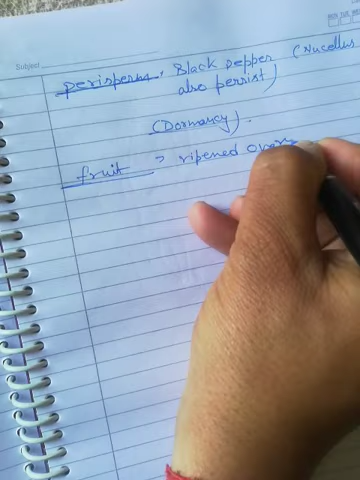 Subject
perisperm, Black pepper (Nucellus
also persist)
(Dormancy).
fruit → ripened ovary